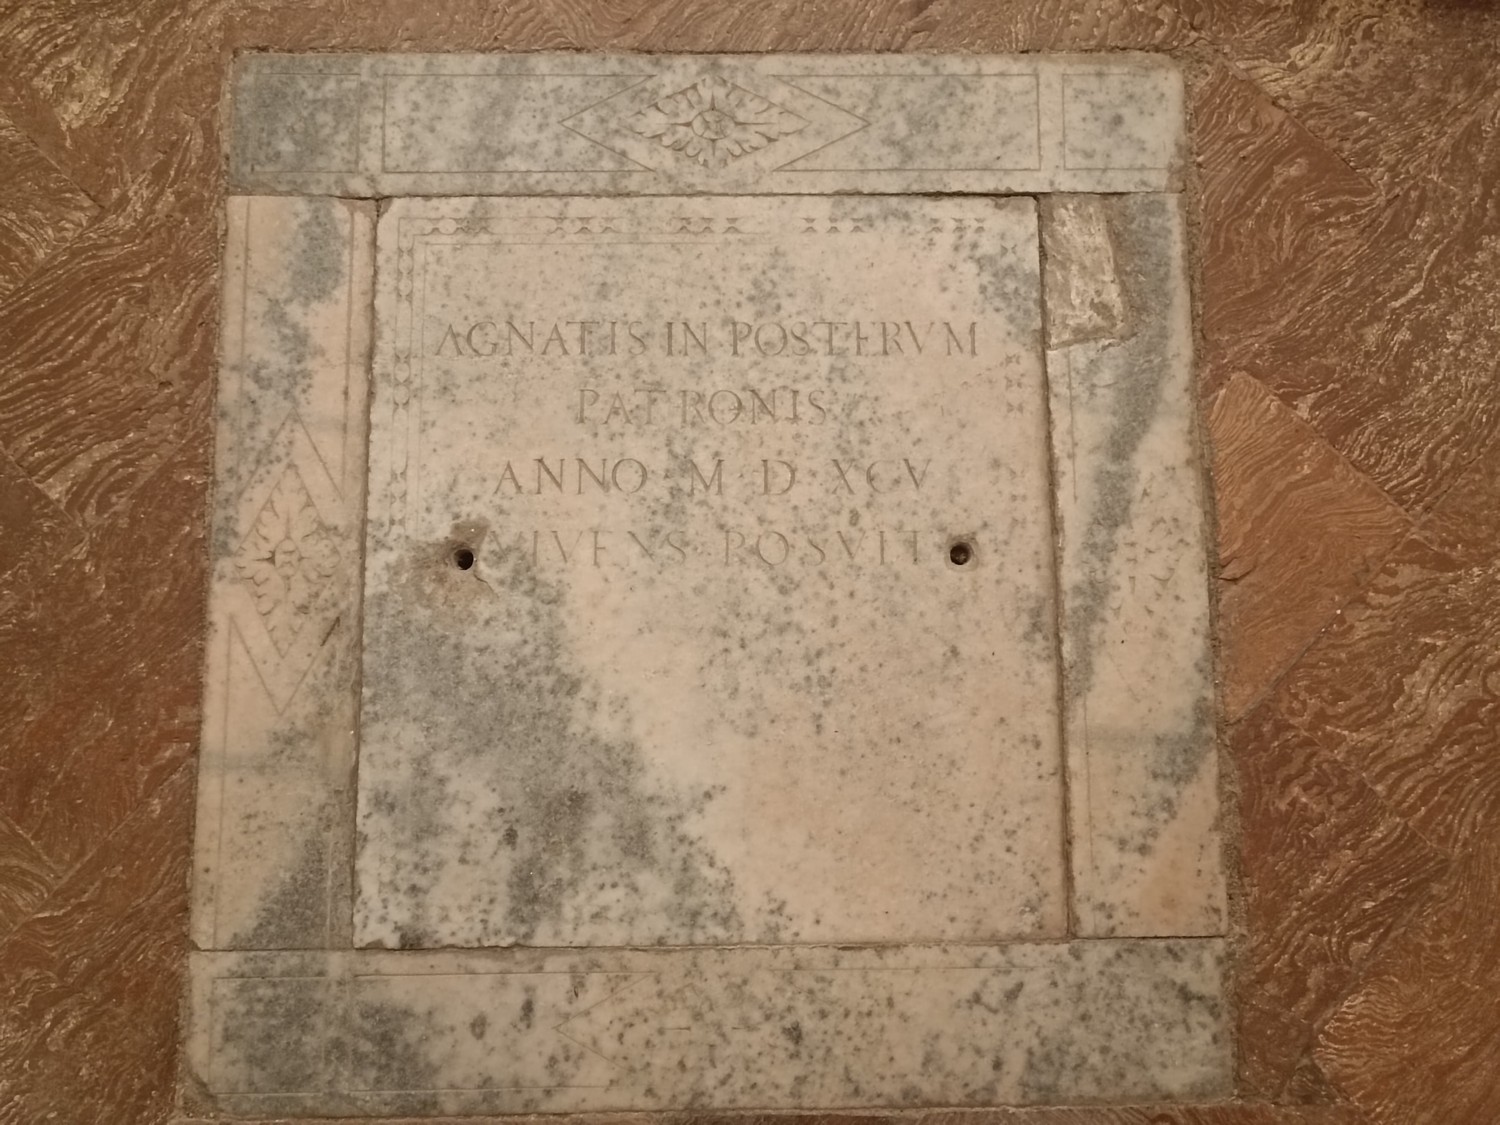 AGNATIS IN POSTERVM
PATRONIS
ANNO M D XCV
VIVENS POSVIT